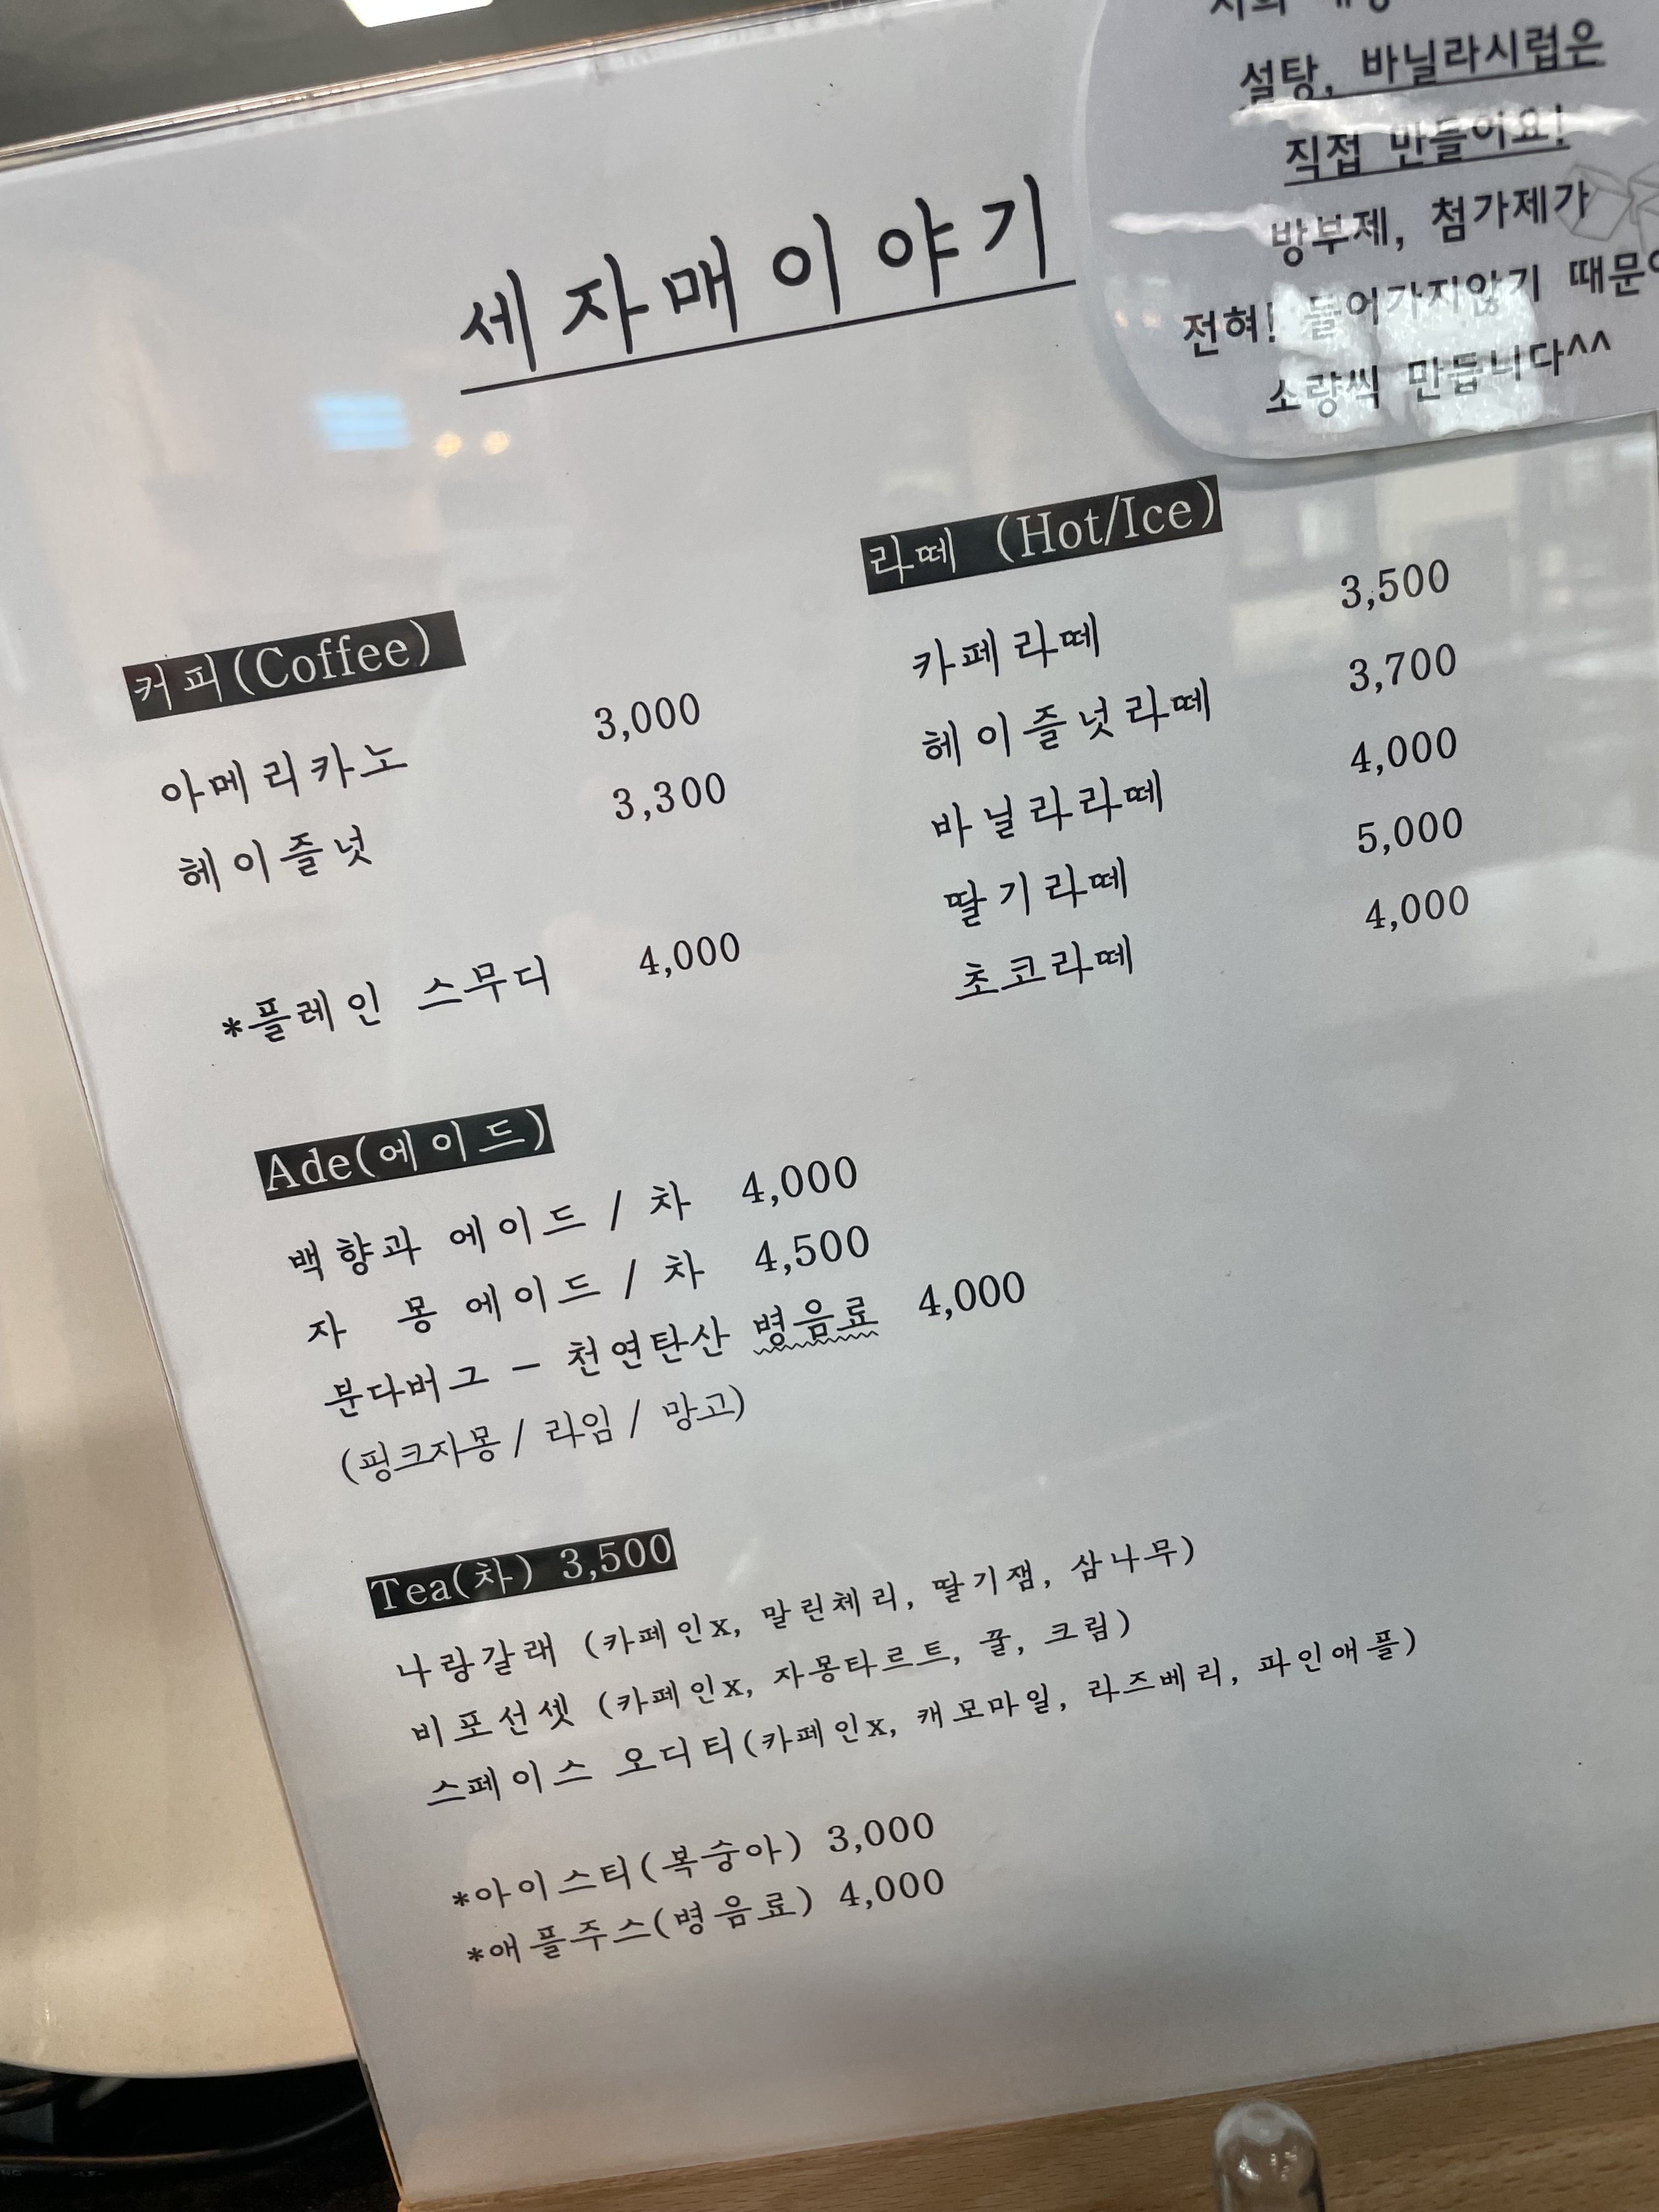 설탕, 바닐라시럽은
직접 만들어요!
방부제, 첨가제가
전혀! 들어가지않기
소량씩 만듭니다^^
세자매이야기
커피(Coffee)
아메리카노 3,000
헤이즐넛 3,300
*플레인 스무디 4,000
라떼 (Hot/Ice)
카페라떼 3,500
헤이즐넛라떼 3,700
바닐라라떼 4,000
딸기라떼 5,000
초코라떼 4,000
Ade(에이드)
백향과 에이드 / 차 4,000
자 몽 에이드 / 차 4,500
분다버그 - 천연탄산 병음료 4,000
(핑크자몽 / 라임 / 망고)
Tea(차) 3,500
나랑갈래 (카페인x, 말린체리, 딸기잼, 삼나무)
비포선셋 (카페인x, 자몽타르트, 꿀, 크림)
스페이스 오디티(카페인x, 캐모마일, 라즈베리, 파인애플)
*아이스티(복숭아) 3,000
*애플주스(병음료) 4,000